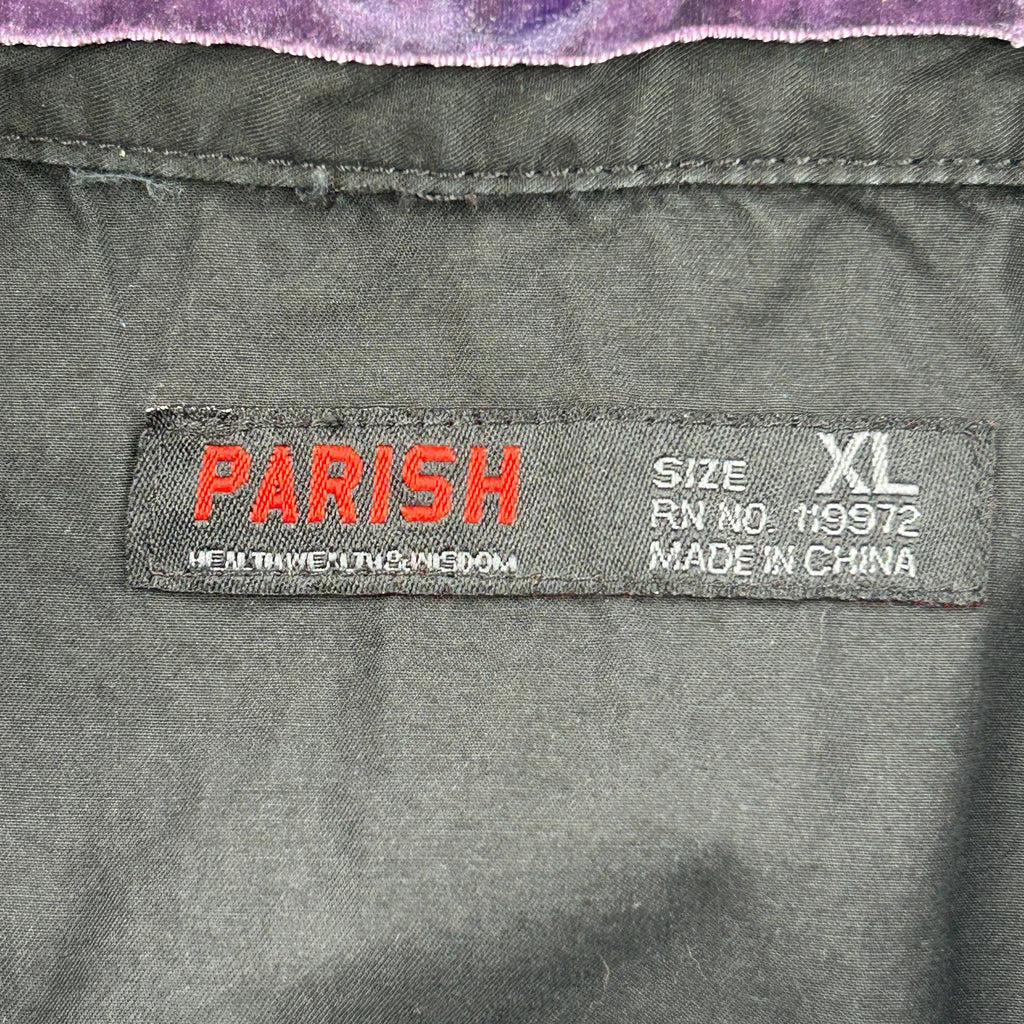 PARISH
HEALTH WEALTH & WISDOM
SIZE XL
RN NO. 119972
MADE IN CHINA